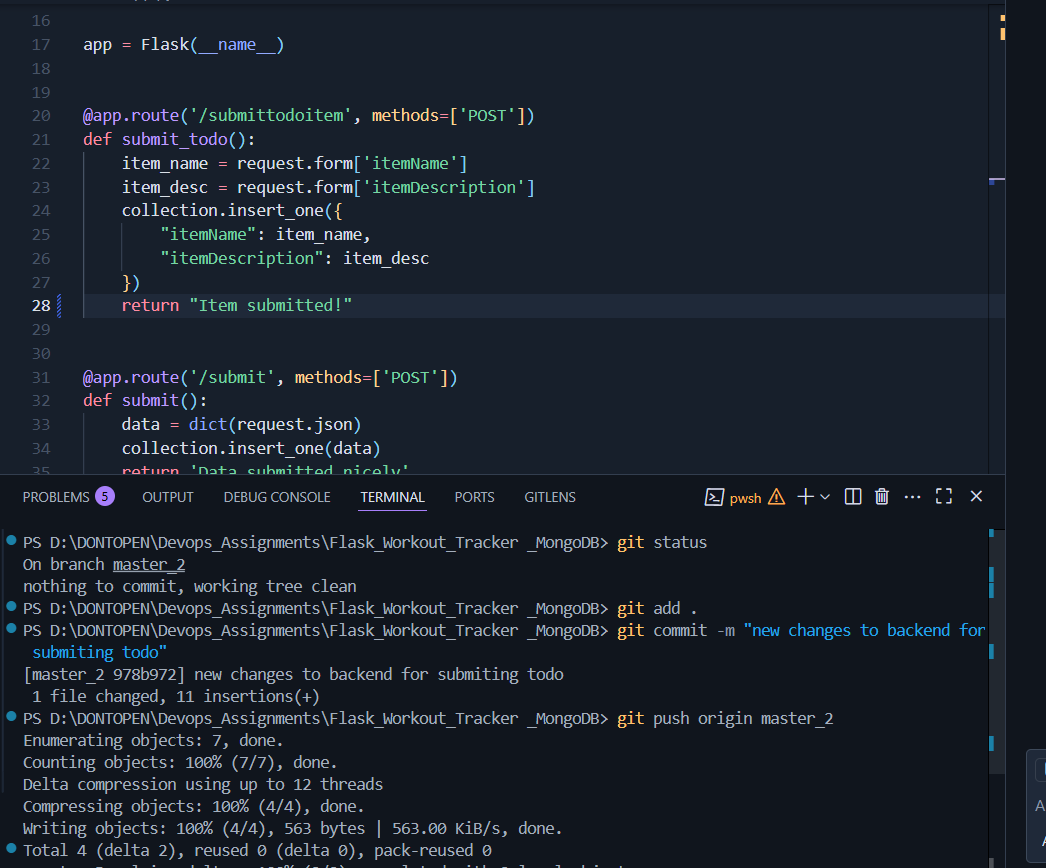 16
17 app = Flask(__name__)
18
19
20 @app.route('/submittodoitem', methods=['POST'])
21 def submit_todo():
22     item_name = request.form['itemName']
23     item_desc = request.form['itemDescription']
24     collection.insert_one({
25         "itemName": item_name,
26         "itemDescription": item_desc
27     })
28     return "Item submitted!"
29
30
31 @app.route('/submit', methods=['POST'])
32 def submit():
33     data = dict(request.json)
34     collection.insert_one(data)
35     return 'Data submitted nicely'
PROBLEMS 5 OUTPUT DEBUG CONSOLE TERMINAL PORTS GITLENS pwsh
PS D:\DONTOPEN\Devops_Assignments\Flask_Workout_Tracker _MongoDB> git status
On branch master_2
nothing to commit, working tree clean
PS D:\DONTOPEN\Devops_Assignments\Flask_Workout_Tracker _MongoDB> git add .
PS D:\DONTOPEN\Devops_Assignments\Flask_Workout_Tracker _MongoDB> git commit -m "new changes to backend for
 submiting todo"
[master_2 978b972] new changes to backend for submiting todo
 1 file changed, 11 insertions(+)
PS D:\DONTOPEN\Devops_Assignments\Flask_Workout_Tracker _MongoDB> git push origin master_2
Enumerating objects: 7, done.
Counting objects: 100% (7/7), done.
Delta compression using up to 12 threads
Compressing objects: 100% (4/4), done.
Writing objects: 100% (4/4), 563 bytes | 563.00 KiB/s, done.
Total 4 (delta 2), reused 0 (delta 0), pack-reused 0